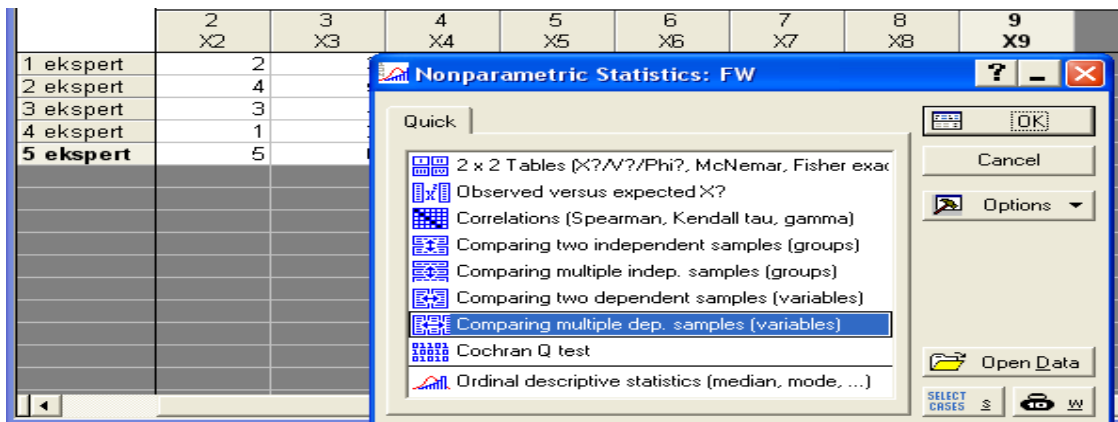 2 3 4 5 6 7 8 9
X2 X3 X4 X5 X6 X7 X8 X9
1 ekspert 2
2 ekspert 4
3 ekspert 3
4 ekspert 1
5 ekspert 5
Nonparametric Statistics: FW
Quick
OK
2 x 2 Tables (X?/V?/Phi?, McNemar, Fisher exac
Cancel
Observed versus expected X?
Options
Correlations (Spearman, Kendall tau, gamma)
Comparing two independent samples (groups)
Comparing multiple indep. samples (groups)
Comparing two dependent samples (variables)
Comparing multiple dep. samples (variables)
Cochran Q test
Open Data
Ordinal descriptive statistics (median, mode, ...)
SELECT CASES S W